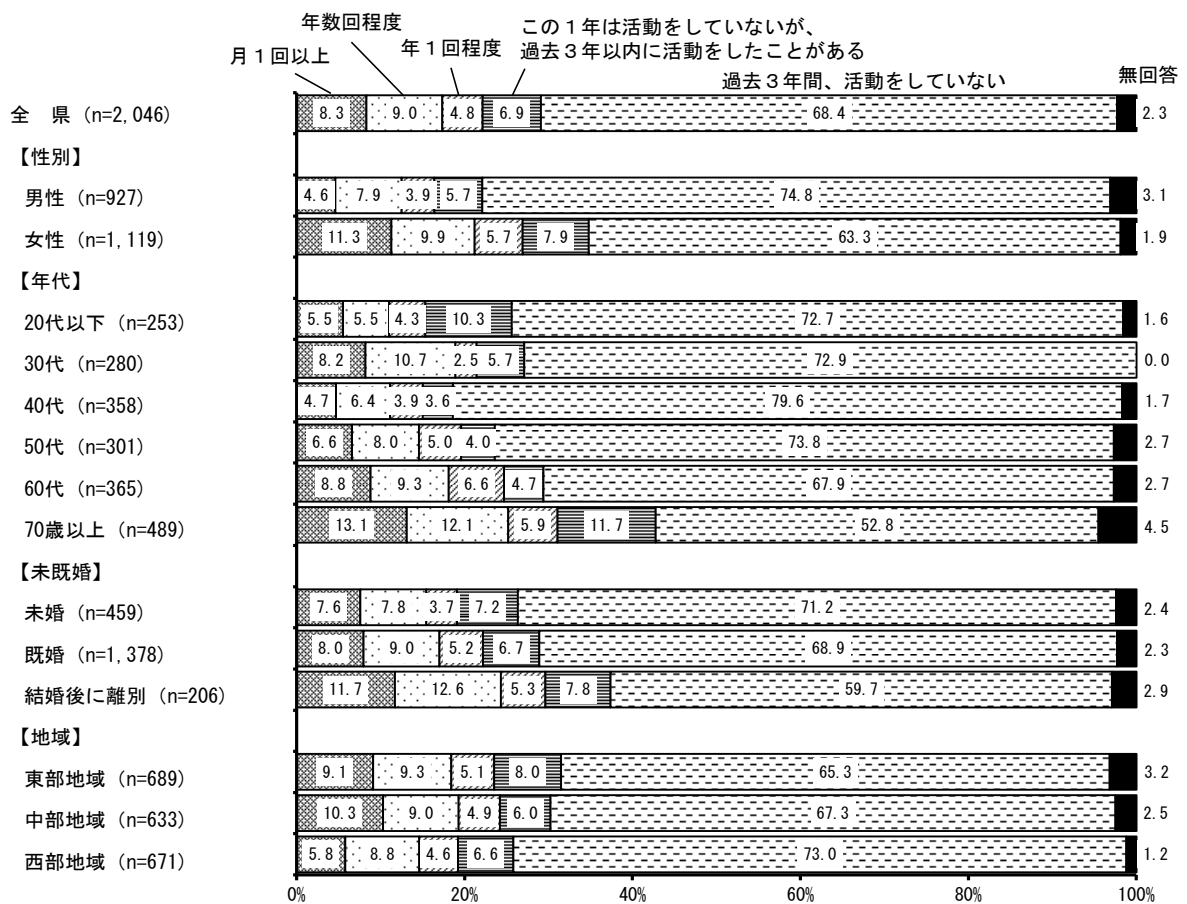 年数回程度
この１年は活動をしていないが、
過去３年以内に活動をしたことがある
月１回以上
年１回程度
過去３年間、活動をしていない
無回答
全　県 (n=2,046) 8.3 9.0 4.8 6.9 68.4 2.3
【性別】
男性 (n=927) 4.6 7.9 3.9 5.7 74.8 3.1
女性 (n=1,119) 11.3 9.9 5.7 7.9 63.3 1.9
【年代】
20代以下 (n=253) 5.5 5.5 4.3 10.3 72.7 1.6
30代 (n=280) 8.2 10.7 2.5 5.7 72.9 0.0
40代 (n=358) 4.7 6.4 3.9 3.6 79.6 1.7
50代 (n=301) 6.6 8.0 5.0 4.0 73.8 2.7
60代 (n=365) 8.8 9.3 6.6 4.7 67.9 2.7
70歳以上 (n=489) 13.1 12.1 5.9 11.7 52.8 4.5
【未既婚】
未婚 (n=459) 7.6 7.8 3.7 7.2 71.2 2.4
既婚 (n=1,378) 8.0 9.0 5.2 6.7 68.9 2.3
結婚後に離別 (n=206) 11.7 12.6 5.3 7.8 59.7 2.9
【地域】
東部地域 (n=689) 9.1 9.3 5.1 8.0 65.3 3.2
中部地域 (n=633) 10.3 9.0 4.9 6.0 67.3 2.5
西部地域 (n=671) 5.8 8.8 4.6 6.6 73.0 1.2
0% 20% 40% 60% 80% 100%